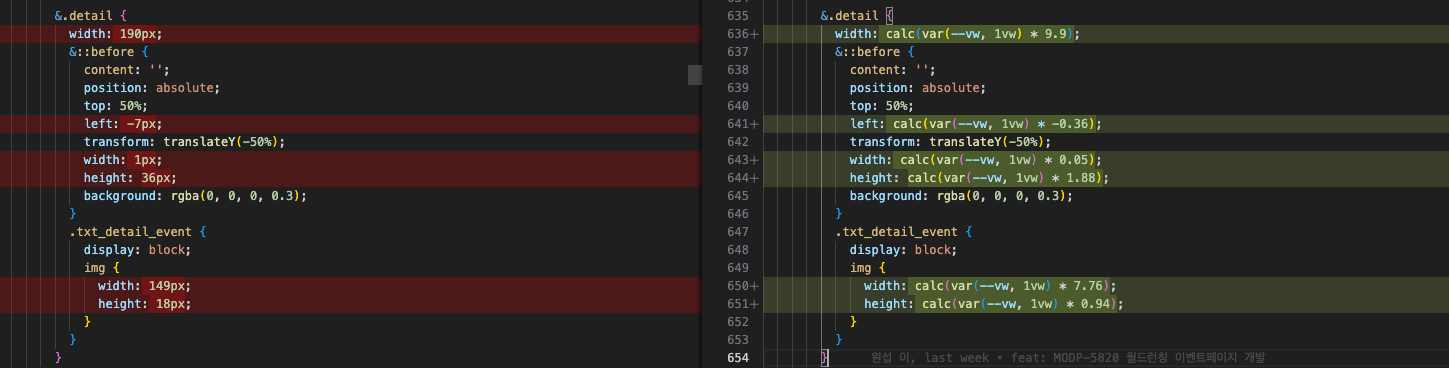 &.detail {
width: 190px;
&::before {
content: '';
position: absolute;
top: 50%;
left: -7px;
transform: translateY(-50%);
width: 1px;
height: 36px;
background: rgba(0, 0, 0, 0.3);
}
.txt_detail_event {
display: block;
img {
width: 149px;
height: 18px;
}
}
}
635 &.detail {
636+ width: calc(var(--vw, 1vw) * 9.9);
637 &::before {
638 content: '';
639 position: absolute;
640 top: 50%;
641+ left: calc(var(--vw, 1vw) * -0.36);
642 transform: translateY(-50%);
643+ width: calc(var(--vw, 1vw) * 0.05);
644+ height: calc(var(--vw, 1vw) * 1.88);
645 background: rgba(0, 0, 0, 0.3);
646 }
647 .txt_detail_event {
648 display: block;
649 img {
650+ width: calc(var(--vw, 1vw) * 7.76);
651+ height: calc(var(--vw, 1vw) * 0.94);
652 }
653 }
654 } 원섭 이, last week • feat: MODP-5820 월드런칭 이벤트페이지 개발